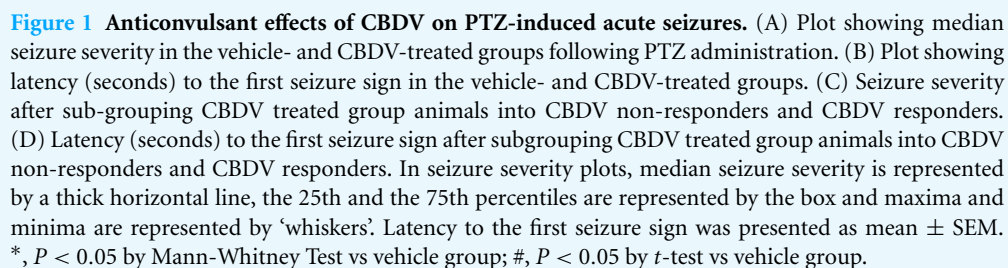 Figure 1 Anticonvulsant effects of CBDV on PTZ-induced acute seizures. (A) Plot showing median
seizure severity in the vehicle- and CBDV-treated groups following PTZ administration. (B) Plot showing
latency (seconds) to the first seizure sign in the vehicle- and CBDV-treated groups. (C) Seizure severity
after sub-grouping CBDV treated group animals into CBDV non-responders and CBDV responders.
(D) Latency (seconds) to the first seizure sign after subgrouping CBDV treated group animals into CBDV
non-responders and CBDV responders. In seizure severity plots, median seizure severity is represented
by a thick horizontal line, the 25th and the 75th percentiles are represented by the box and maxima and
minima are represented by ‘whiskers’. Latency to the first seizure sign was presented as mean ± SEM.
*, P < 0.05 by Mann-Whitney Test vs vehicle group; #, P < 0.05 by t-test vs vehicle group.